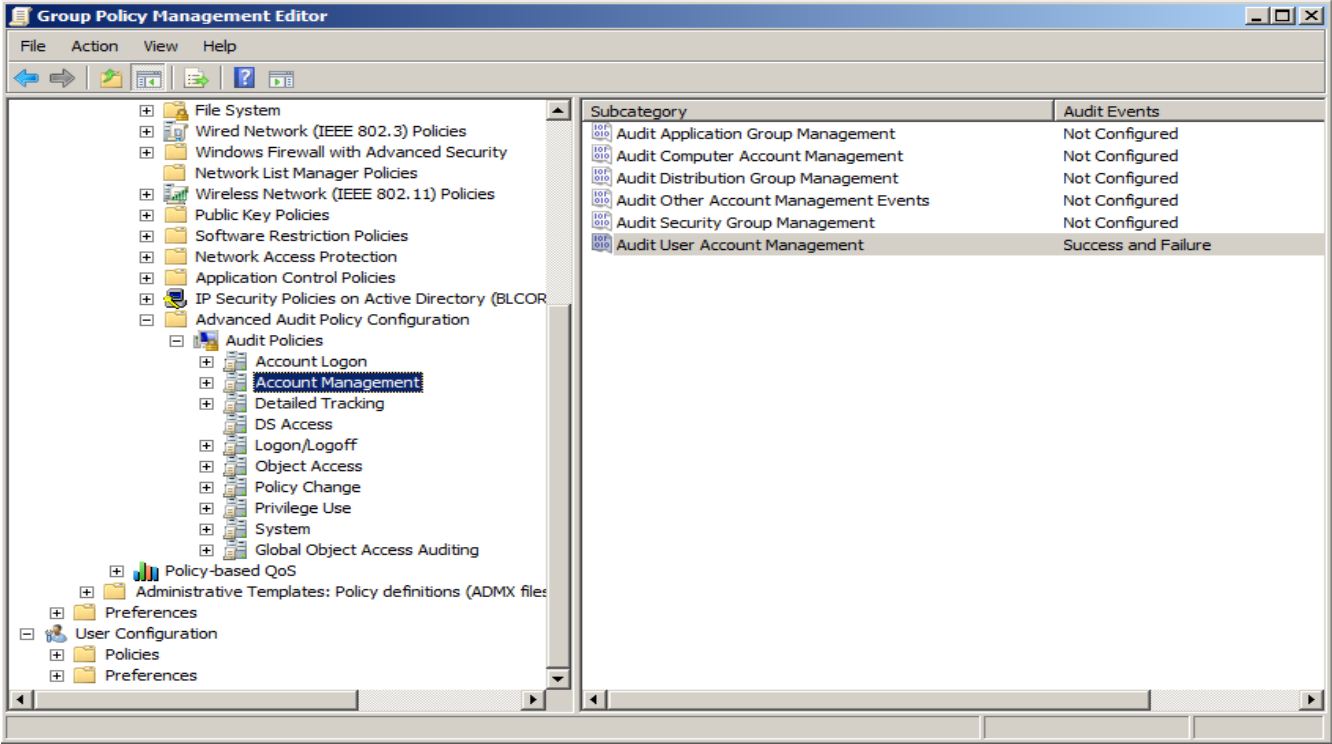 Group Policy Management Editor
File Action View Help
File System
Wired Network (IEEE 802.3) Policies
Windows Firewall with Advanced Security
Network List Manager Policies
Wireless Network (IEEE 802.11) Policies
Public Key Policies
Software Restriction Policies
Network Access Protection
Application Control Policies
IP Security Policies on Active Directory (BLCOR
Advanced Audit Policy Configuration
Audit Policies
Account Logon
Account Management
Detailed Tracking
DS Access
Logon/Logoff
Object Access
Policy Change
Privilege Use
System
Global Object Access Auditing
Policy-based QoS
Administrative Templates: Policy definitions (ADMX files
Preferences
User Configuration
Policies
Preferences
Subcategory Audit Events
Audit Application Group Management Not Configured
Audit Computer Account Management Not Configured
Audit Distribution Group Management Not Configured
Audit Other Account Management Events Not Configured
Audit Security Group Management Not Configured
Audit User Account Management Success and Failure